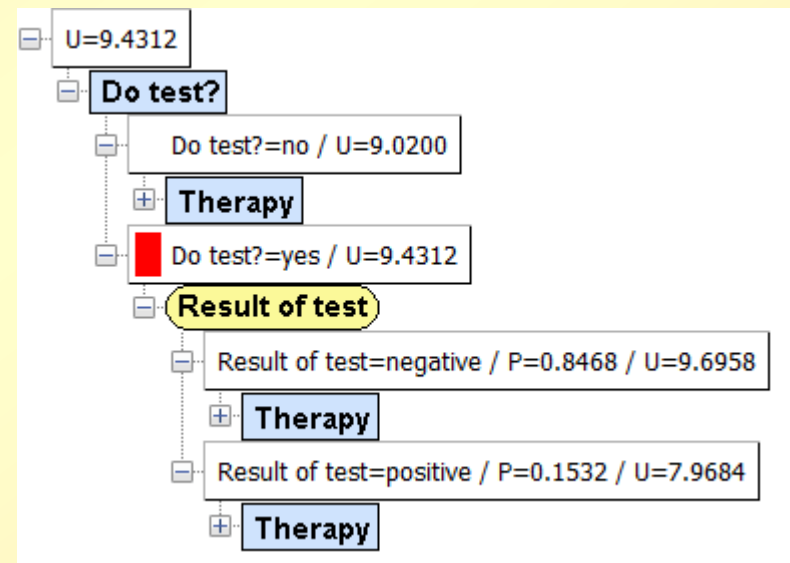 U=9.4312
Do test?
Do test?=no / U=9.0200
Therapy
Do test?=yes / U=9.4312
Result of test
Result of test=negative / P=0.8468 / U=9.6958
Therapy
Result of test=positive / P=0.1532 / U=7.9684
Therapy